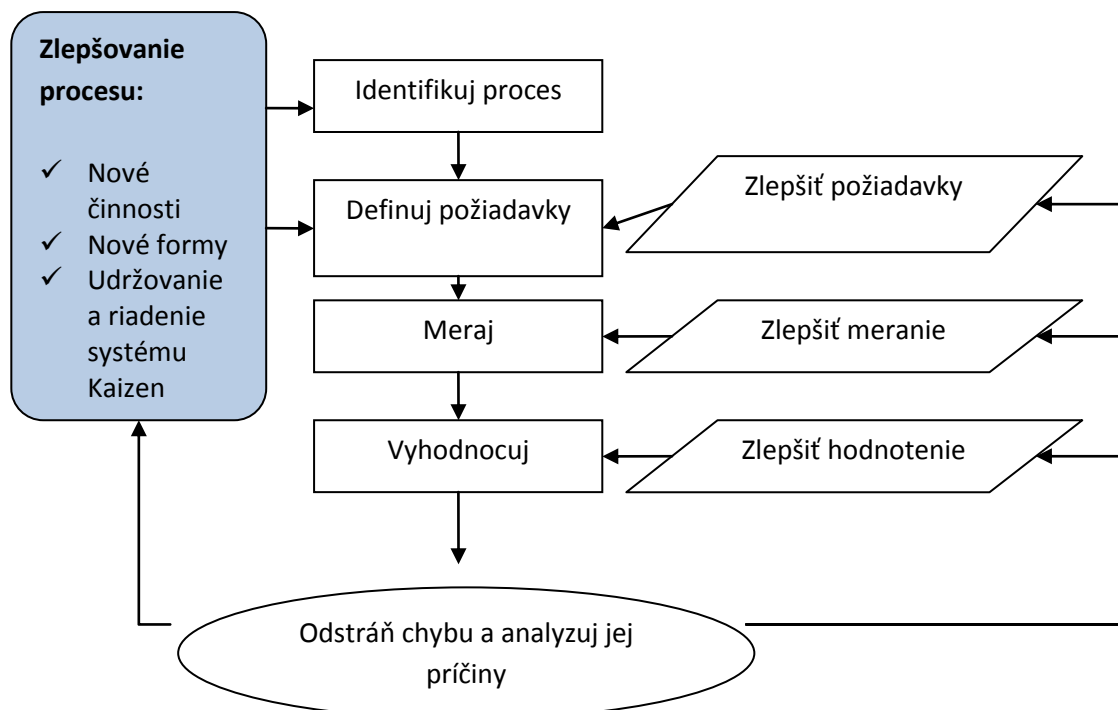 Zlepšovanie
procesu:
✓ Nové
činnosti
✓ Nové formy
✓ Udržovanie
a riadenie
systému
Kaizen
Identifikuj proces
Definuj požiadavky
Zlepšiť požiadavky
Meraj
Zlepšiť meranie
Vyhodnocuj
Zlepšiť hodnotenie
Odstráň chybu a analyzuj jej
príčiny